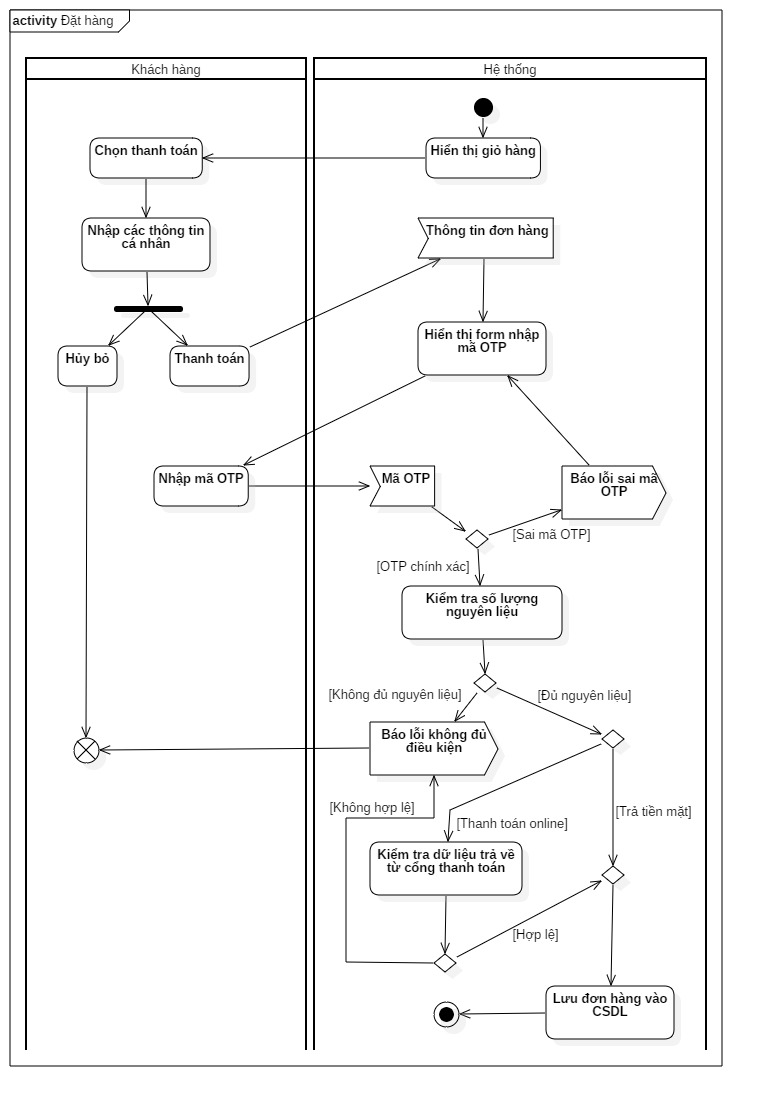 activity Đặt hàng
Khách hàng
Hệ thống
Chọn thanh toán
Hiển thị giỏ hàng
Nhập các thông tin
cá nhân
Thông tin đơn hàng
Hủy bỏ
Thanh toán
Hiển thị form nhập
mã OTP
Nhập mã OTP
Mã OTP
Báo lỗi sai mã
OTP
[Sai mã OTP]
[OTP chính xác]
Kiểm tra số lượng
nguyên liệu
[Không đủ nguyên liệu]
[Đủ nguyên liệu]
Báo lỗi không đủ
điều kiện
[Không hợp lệ]
[Thanh toán online]
[Trả tiền mặt]
Kiểm tra dữ liệu trả về
từ cổng thanh toán
[Hợp lệ]
Lưu đơn hàng vào
CSDL